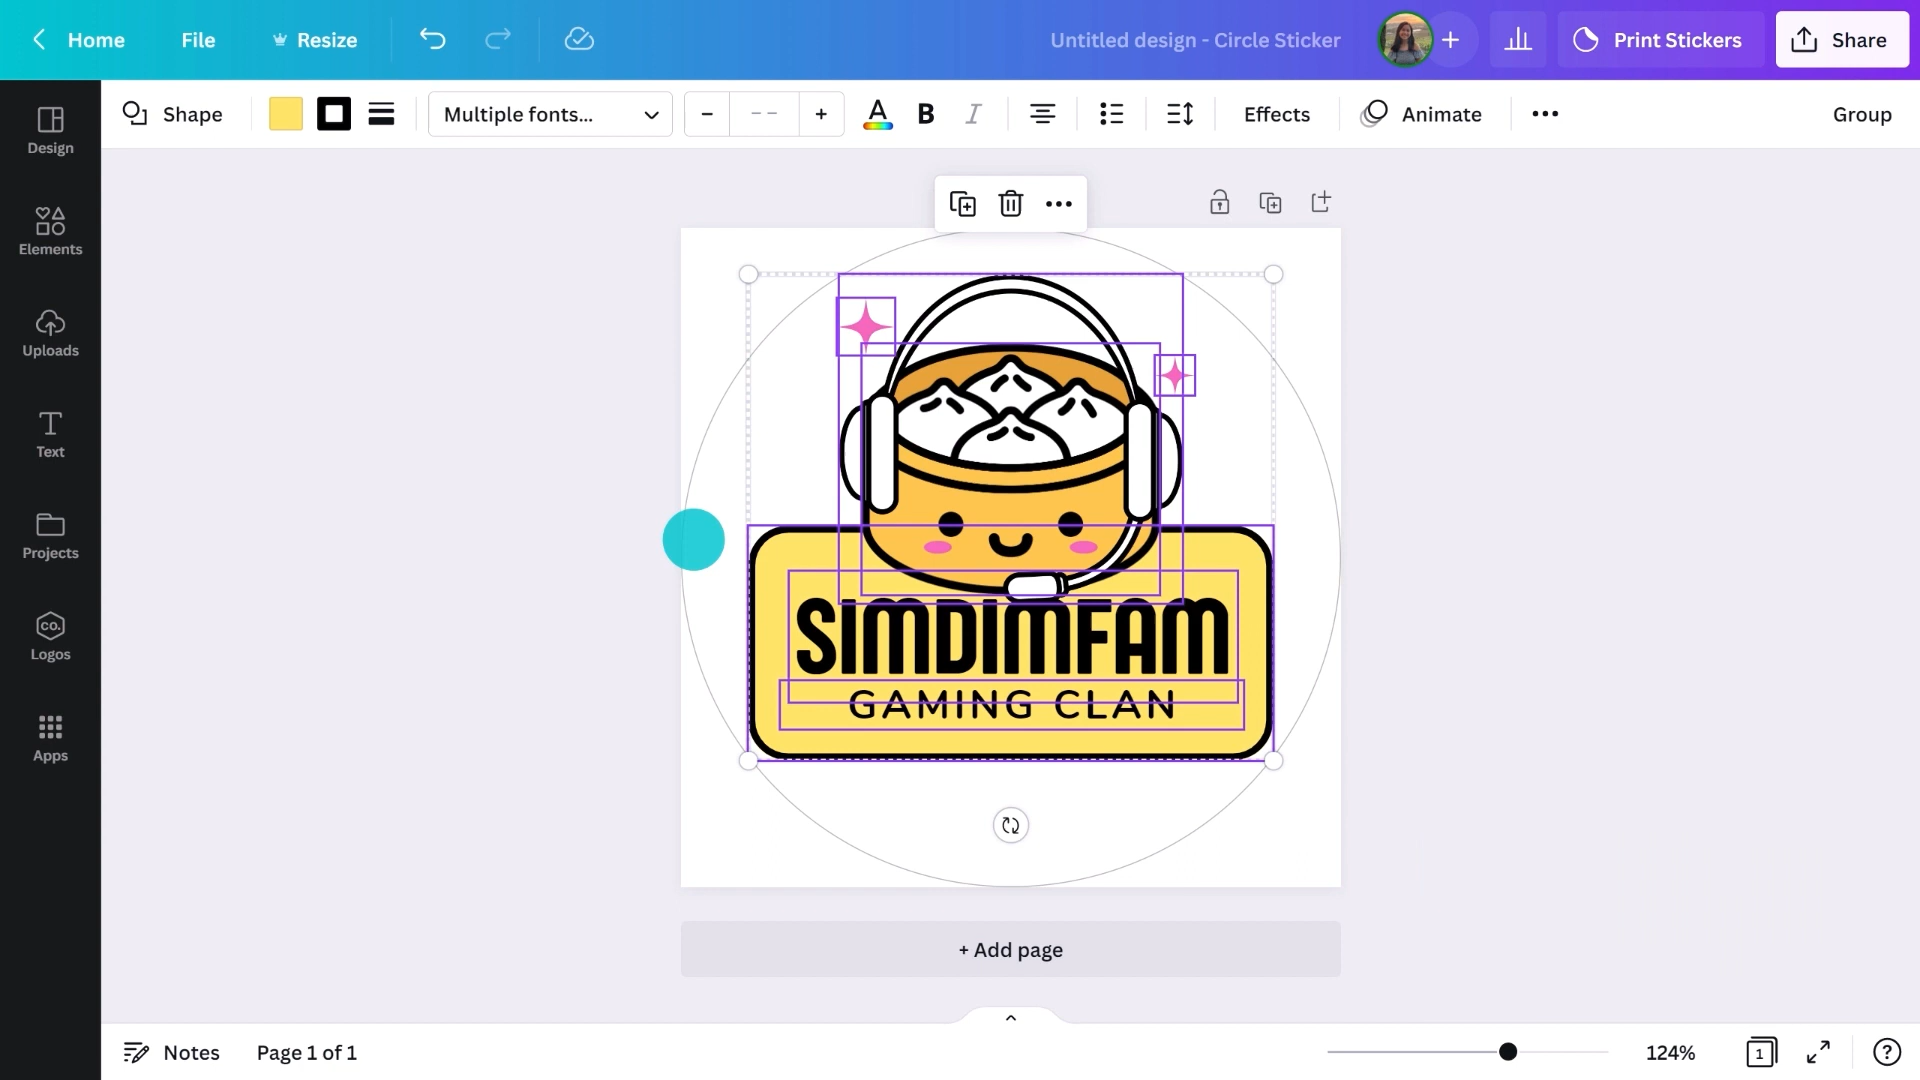 Home File Resize Untitled design - Circle Sticker + Print Stickers Share
Shape Multiple fonts... – -- + A B I Effects Animate ••• Group
Design
Elements
Uploads
Text
Projects
CO.
Logos
Apps
SIMDIMFAM
GAMING CLAN
+ Add page
Notes Page 1 of 1 124% 1 ?